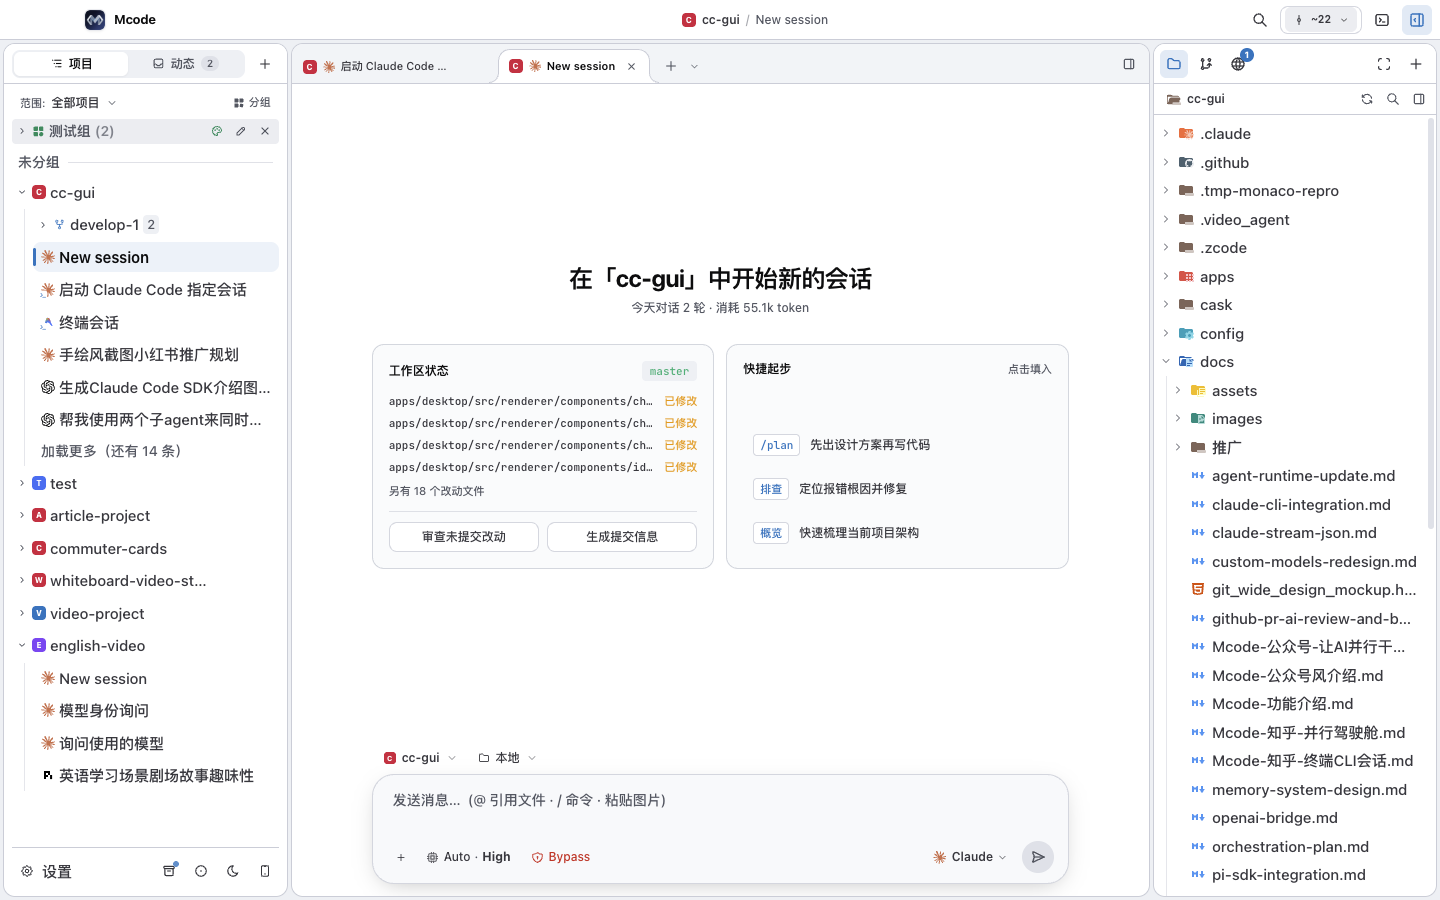 Mcode
cc-gui / New session
~22
项目
动态 2
范围: 全部项目
分组
测试组 (2)
未分组
C cc-gui
develop-1 2
New session
启动 Claude Code 指定会话
终端会话
手绘风截图小红书推广规划
生成Claude Code SDK介绍图...
帮我使用两个子agent来同时...
加载更多（还有 14 条）
T test
A article-project
C commuter-cards
W whiteboard-video-st...
V video-project
E english-video
New session
模型身份询问
询问使用的模型
英语学习场景剧场故事趣味性
设置
C 启动 Claude Code ...
C New session
在「cc-gui」中开始新的会话
今天对话 2 轮 · 消耗 55.1k token
工作区状态
master
apps/desktop/src/renderer/components/ch… 已修改
apps/desktop/src/renderer/components/ch… 已修改
apps/desktop/src/renderer/components/ch… 已修改
apps/desktop/src/renderer/components/id… 已修改
另有 18 个改动文件
审查未提交改动
生成提交信息
快捷起步
点击填入
/plan 先出设计方案再写代码
排查 定位报错根因并修复
概览 快速梳理当前项目架构
C cc-gui
本地
发送消息... (@ 引用文件 · / 命令 · 粘贴图片)
Auto · High
Bypass
Claude
1
cc-gui
.claude
.github
.tmp-monaco-repro
.video_agent
.zcode
apps
cask
config
docs
assets
images
推广
agent-runtime-update.md
claude-cli-integration.md
claude-stream-json.md
custom-models-redesign.md
git_wide_design_mockup.h...
github-pr-ai-review-and-b...
Mcode-公众号-让AI并行干...
Mcode-公众号风介绍.md
Mcode-功能介绍.md
Mcode-知乎-并行驾驶舱.md
Mcode-知乎-终端CLI会话.md
memory-system-design.md
openai-bridge.md
orchestration-plan.md
pi-sdk-integration.md